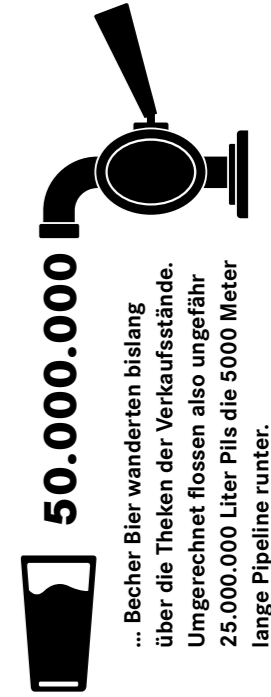 50.000.000
... Becher Bier wanderten bislang
über die Theken der Verkaufsstände.
Umgerechnet flossen also ungefähr
25.000.000 Liter Pils die 5000 Meter
lange Pipeline runter.